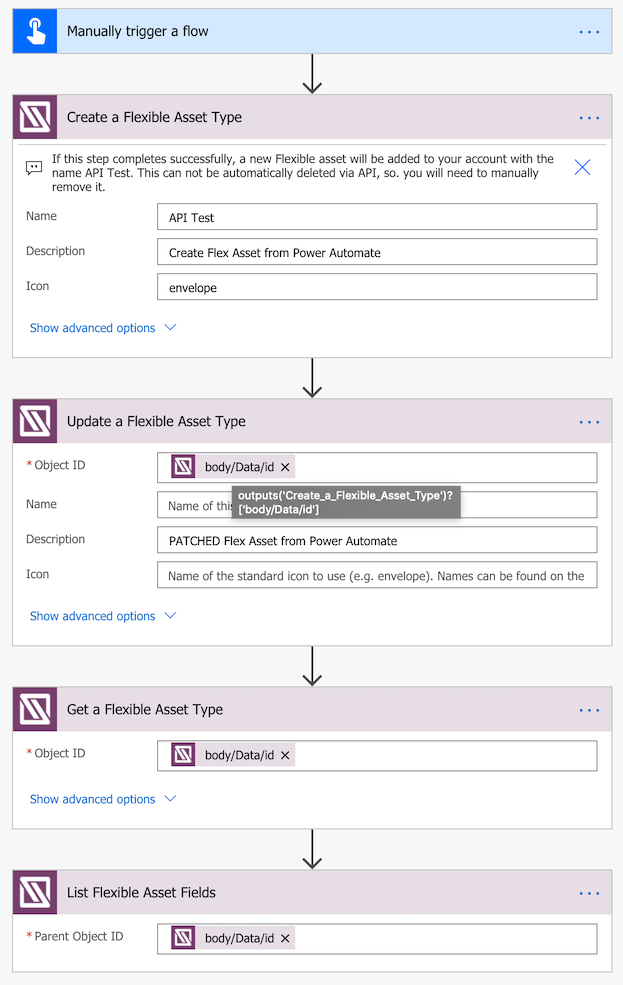 Manually trigger a flow
Create a Flexible Asset Type
If this step completes successfully, a new Flexible asset will be added to your account with the
name API Test. This can not be automatically deleted via API, so. you will need to manually
remove it.
Name
API Test
Description
Create Flex Asset from Power Automate
Icon
envelope
Show advanced options
Update a Flexible Asset Type
*Object ID
body/Data/id
Name
Name of this
outputs('Create_a_Flexible_Asset_Type')?
['body/Data/id']
Description
PATCHED Flex Asset from Power Automate
Icon
Name of the standard icon to use (e.g. envelope). Names can be found on the
Show advanced options
Get a Flexible Asset Type
*Object ID
body/Data/id
Show advanced options
List Flexible Asset Fields
*Parent Object ID
body/Data/id